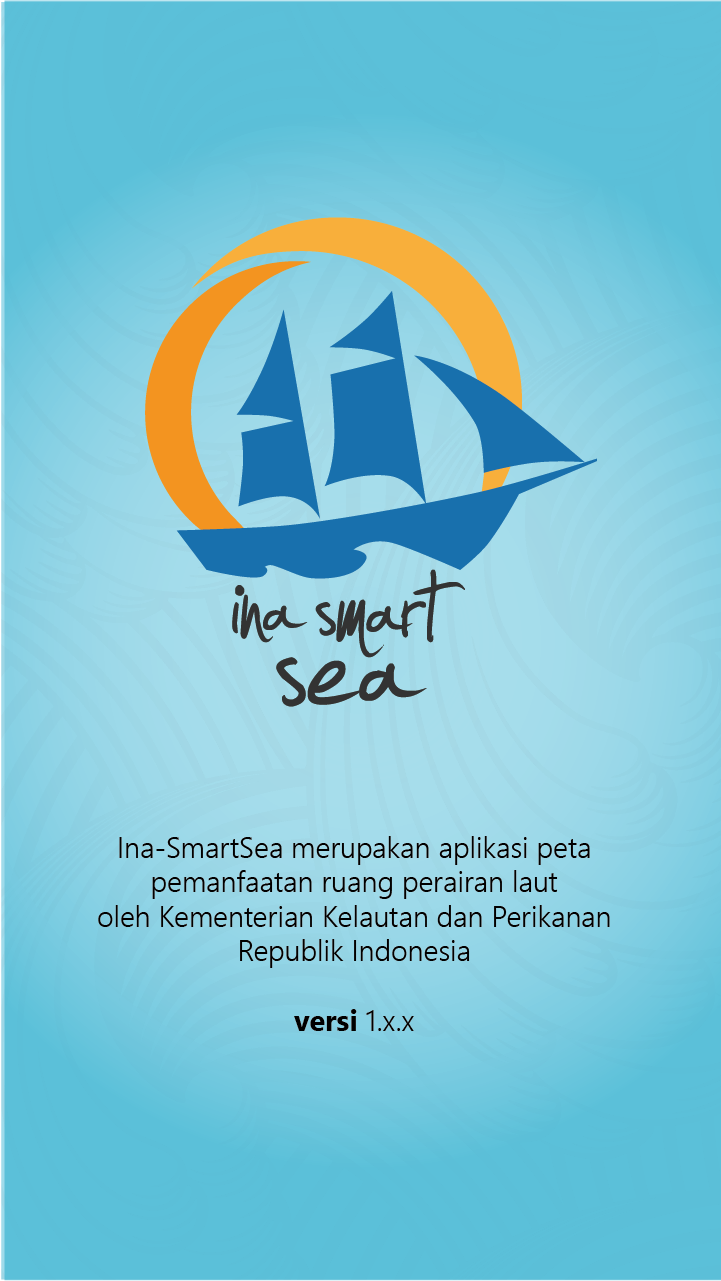 ina smart
sea
Ina-SmartSea merupakan aplikasi peta
pemanfaatan ruang perairan laut
oleh Kementerian Kelautan dan Perikanan
Republik Indonesia
versi 1.x.x